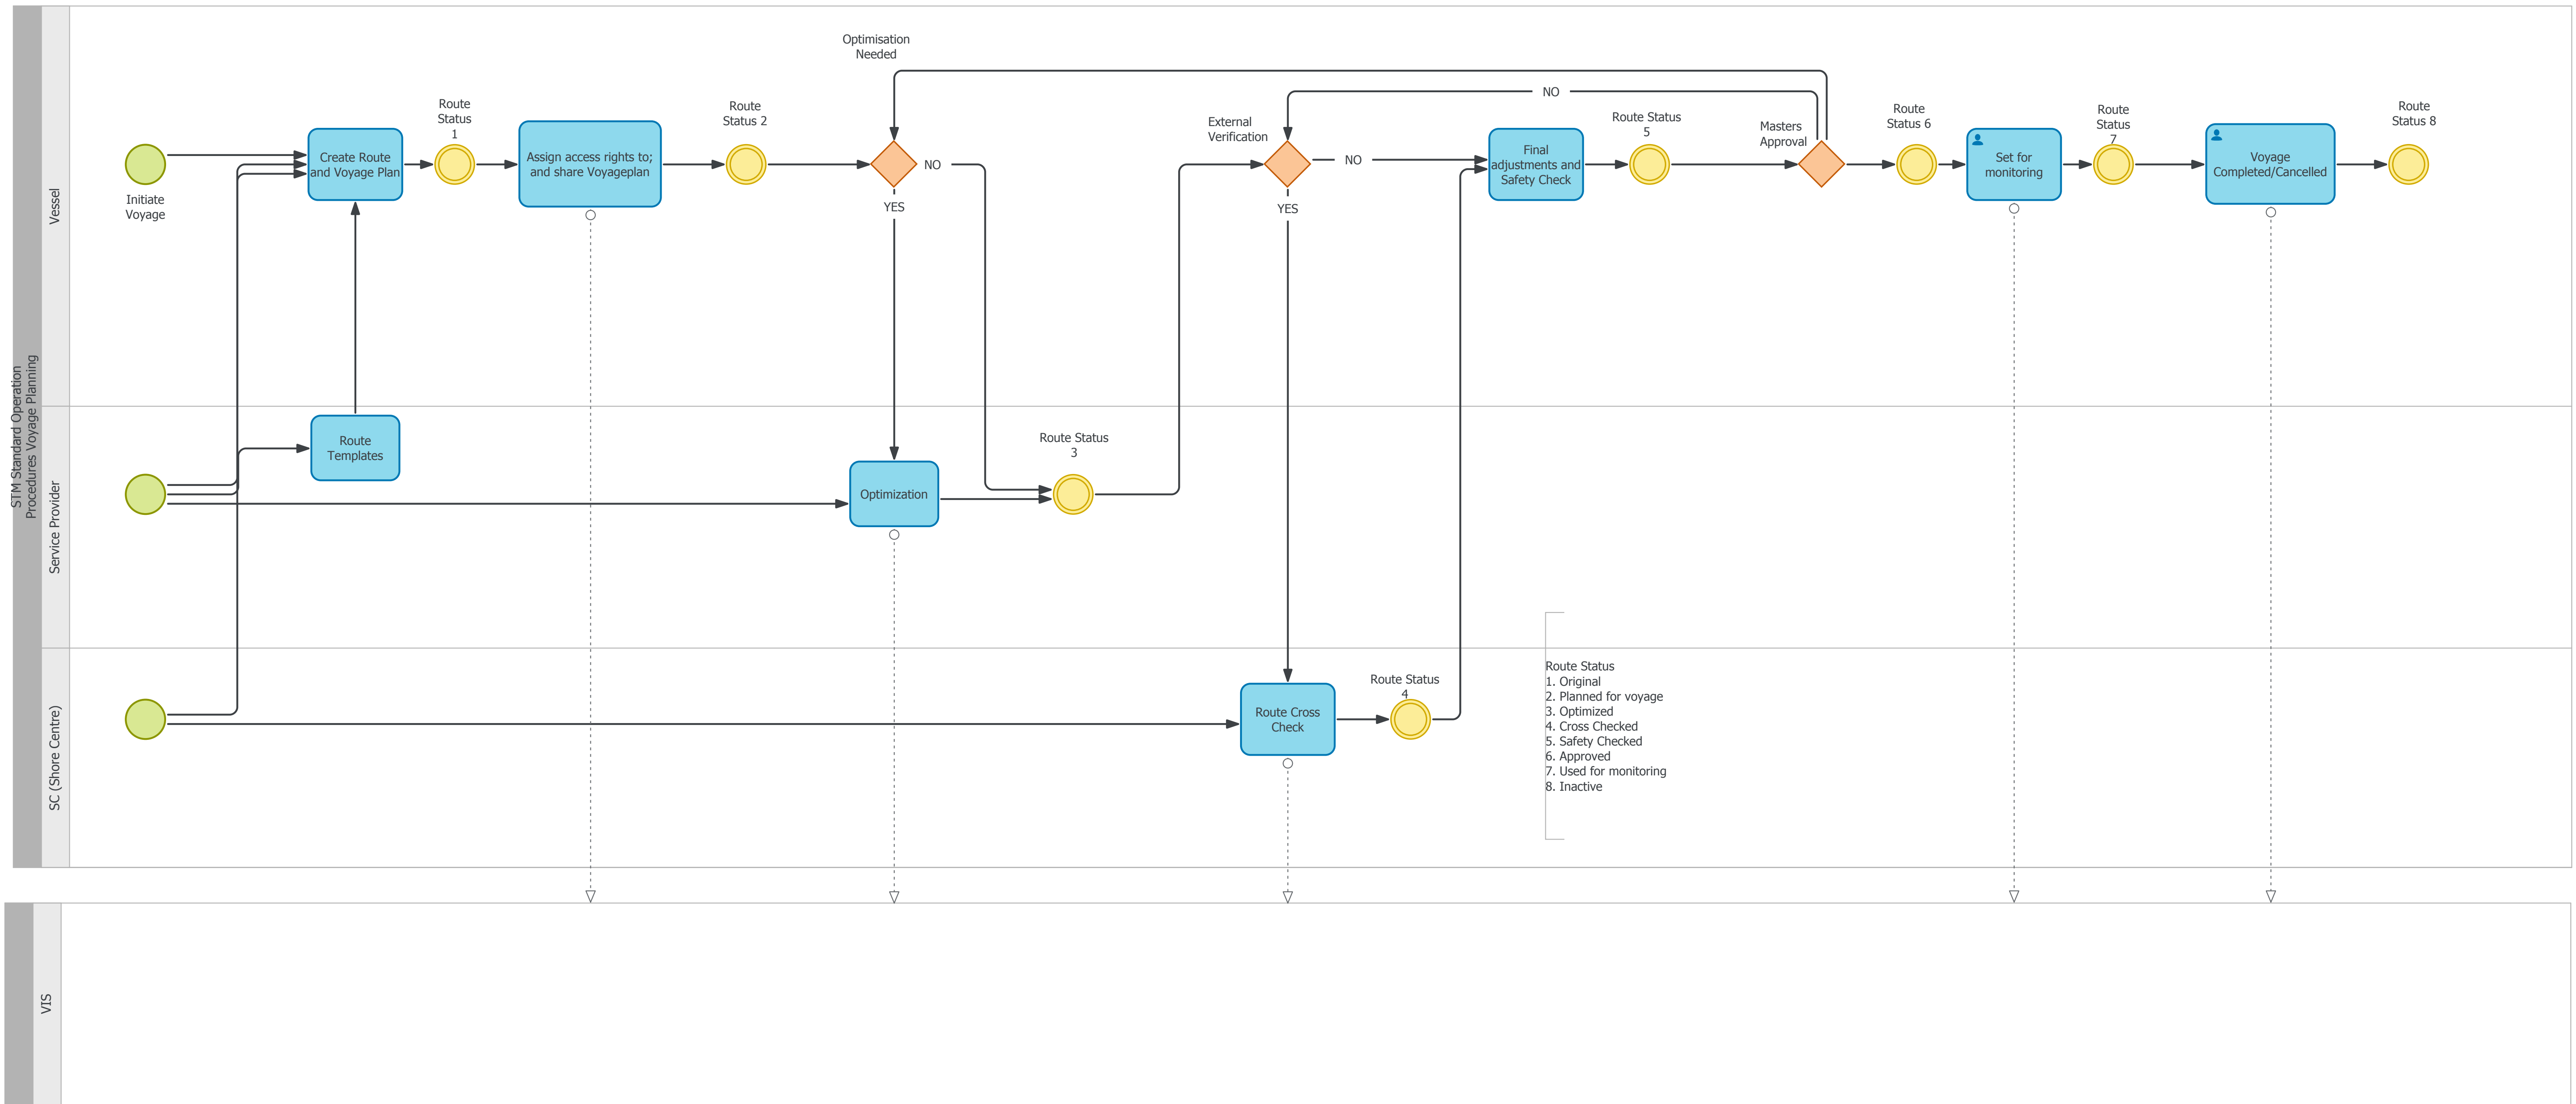 STM Standard Operation
Procedures Voyage Planning
Vessel
Initiate
Voyage
Create Route
and Voyage Plan
Route
Status
1
Assign access rights to;
and share Voyageplan
Route
Status 2
Optimisation
Needed
NO
YES
External
Verification
NO
YES
NO
Final
adjustments and
Safety Check
Route Status
5
Masters
Approval
Route
Status 6
Set for
monitoring
Route
Status
7
Voyage
Completed/Cancelled
Route
Status 8
Service Provider
Route
Templates
Optimization
Route Status
3
SC (Shore Centre)
Route Cross
Check
Route Status
4
Route Status
1. Original
2. Planned for voyage
3. Optimized
4. Cross Checked
5. Safety Checked
6. Approved
7. Used for monitoring
8. Inactive
VIS